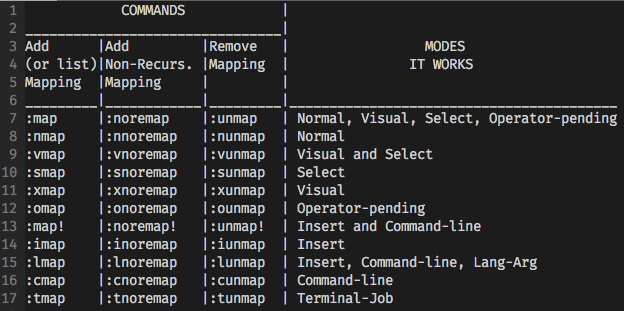 1 COMMANDS |
2 ________________________________|
3 Add |Add |Remove | MODES
4 (or list)|Non-Recurs. |Mapping | IT WORKS
5 Mapping |Mapping | |
6 _________|____________|_________|_________________________________________
7 :map |:noremap |:unmap | Normal, Visual, Select, Operator-pending
8 :nmap |:nnoremap |:nunmap | Normal
9 :vmap |:vnoremap |:vunmap | Visual and Select
10 :smap |:snoremap |:sunmap | Select
11 :xmap |:xnoremap |:xunmap | Visual
12 :omap |:onoremap |:ounmap | Operator-pending
13 :map! |:noremap! |:unmap! | Insert and Command-line
14 :imap |:inoremap |:iunmap | Insert
15 :lmap |:lnoremap |:lunmap | Insert, Command-line, Lang-Arg
16 :cmap |:cnoremap |:cunmap | Command-line
17 :tmap |:tnoremap |:tunmap | Terminal-Job